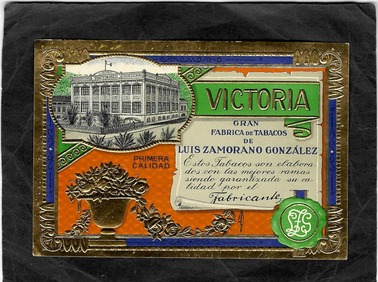 VICTORIA
GRAN
FABRICA DE TABACOS
DE
LUIS ZAMORANO GONZÁLEZ
PRIMERA
CALIDAD
Estos Tabacos son elabora
dos con las mejores ramas
siendo garantizada su ca
lidad por el
Fabricante